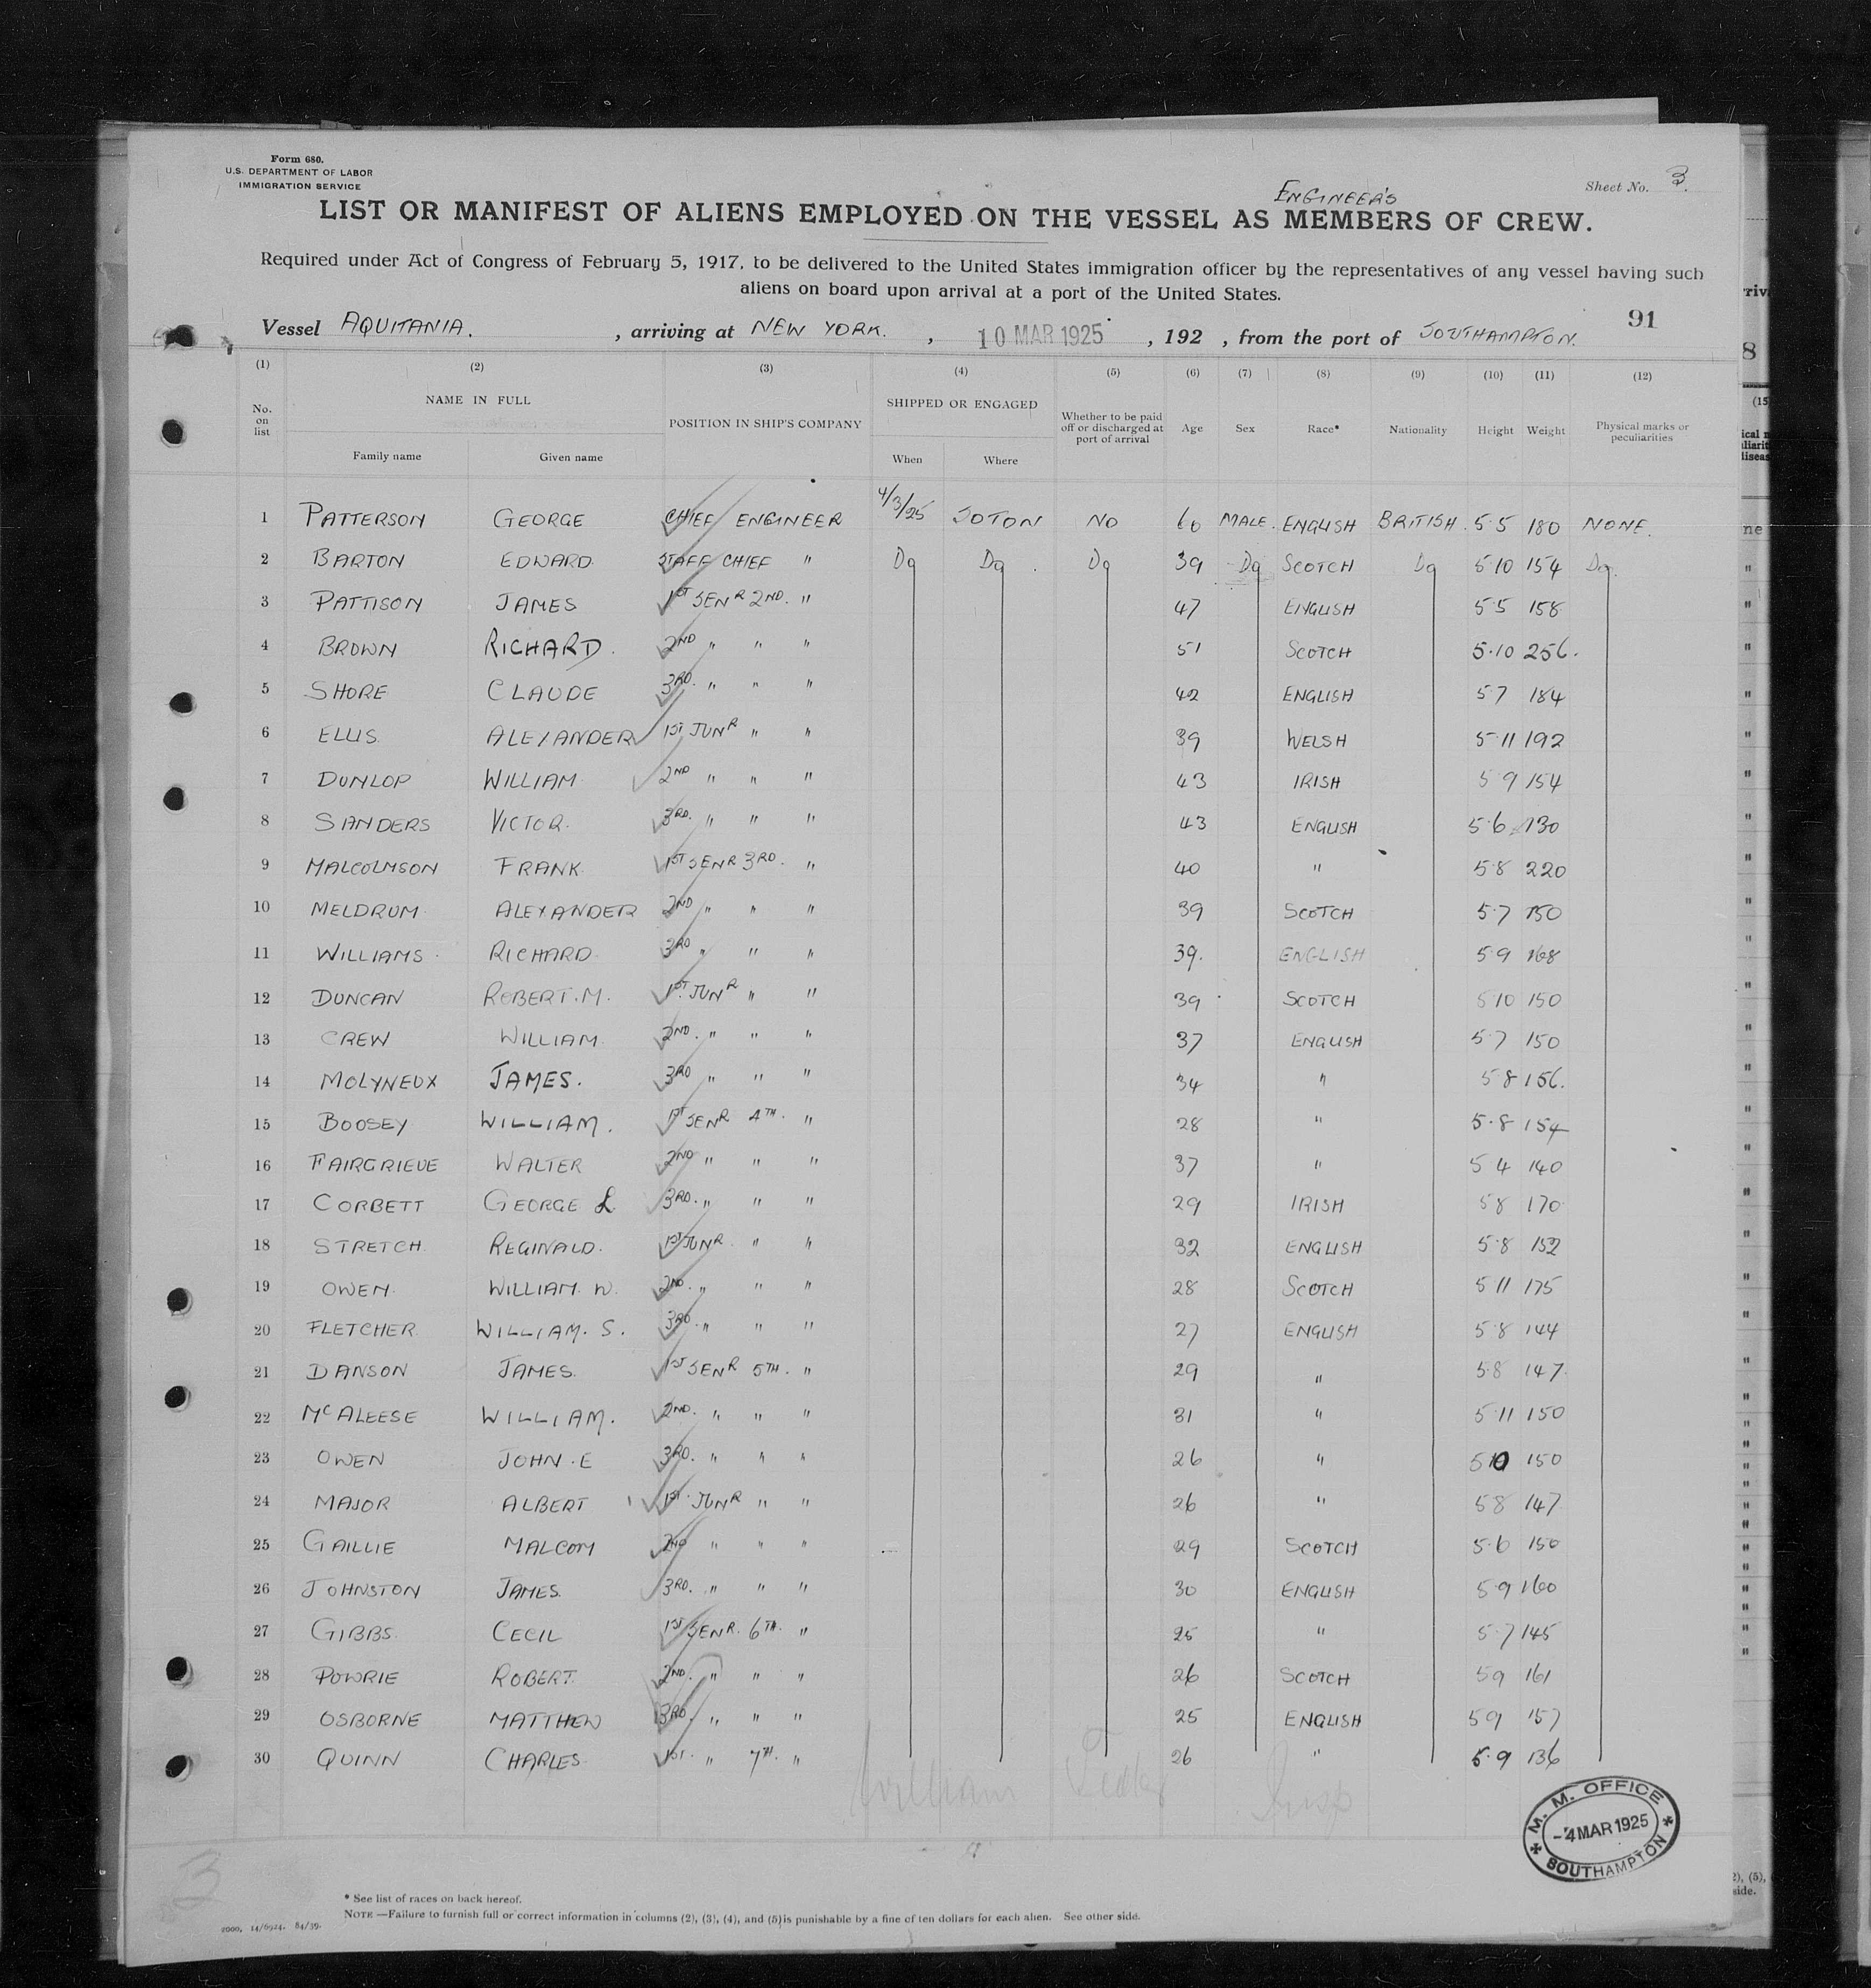 Form 680.
U.S. DEPARTMENT OF LABOR
IMMIGRATION SERVICE
Sheet No. 3.
ENGINEER'S
LIST OR MANIFEST OF ALIENS EMPLOYED ON THE VESSEL AS MEMBERS OF CREW.
Required under Act of Congress of February 5, 1917, to be delivered to the United States immigration officer by the representatives of any vessel having such
aliens on board upon arrival at a port of the United States.
91
Vessel AQUITANIA. , arriving at NEW YORK. , 10 MAR 1925 , 192 , from the port of SOUTHAMPTON.
(1) (2) (3) (4) (5) (6) (7) (8) (9) (10) (11) (12)
No. on list NAME IN FULL POSITION IN SHIP'S COMPANY SHIPPED OR ENGAGED Whether to be paid off or discharged at port of arrival Age Sex Race* Nationality Height Weight Physical marks or peculiarities
Family name Given name When Where
1 PATTERSON GEORGE CHIEF ENGINEER 4/3/25 SOTON NO 60 MALE. ENGLISH BRITISH. 5·5 180 NONE.
2 BARTON EDWARD. STAFF CHIEF " Do Do. Do 39 Do SCOTCH Do 5·10 154 Do.
3 PATTISON JAMES 1ST SENR 2ND. " 47 ENGLISH 5·5 158
4 BROWN RICHARD. 2ND " " " 51 SCOTCH 5·10 256.
5 SHORE CLAUDE 3RD. " " " 42 ENGLISH 5·7 184
6 ELLIS ALEXANDER 1ST JUNR " " 39 WELSH 5·11 192
7 DUNLOP WILLIAM 2ND " " " 43 IRISH 5 9 154
8 SANDERS VICTOR. 3RD. " " " 43 ENGLISH 5·6 130
9 MALCOLMSON FRANK. 1ST SENR 3RD. " 40 " 5·8 220
10 MELDRUM ALEXANDER 2ND " " " 39 SCOTCH 5·7 150
11 WILLIAMS RICHARD 3RD " " " 39. ENGLISH 5·9 168
12 DUNCAN ROBERT. M. 1ST. JUNR " " 39 SCOTCH 5 10 150
13 CREW WILLIAM 2ND. " " " 37 ENGLISH 5·7 150
14 MOLYNEUX JAMES. 3RD " " " 34 " 5·8 156.
15 BOOSEY WILLIAM. 1ST SENR 4TH. " 28 " 5·8 154
16 FAIRGRIEVE WALTER 2ND " " " 37 " 5 4 140
17 CORBETT GEORGE L 3RD. " " " 29 IRISH 5 8 170
18 STRETCH REGINALD. 1ST JUNR. " " 32 ENGLISH 5·8 152
19 OWEN WILLIAM. W. 2ND. " " " 28 SCOTCH 5 11 175
20 FLETCHER WILLIAM. S. 3RD. " " " 27 ENGLISH 5·8 144
21 DANSON JAMES. 1ST SENR 5TH. " 29 " 5·8 147
22 McALEESE WILLIAM. 2ND. " " " 31 " 5·11 150
23 OWEN JOHN. E 3RD. " " " 26 " 5 10 150
24 MAJOR ALBERT 1ST. JUNR " " 26 " 5 8 147
25 GAILLIE MALCOM 2ND " " " 29 SCOTCH 5·6 150
26 JOHNSTON JAMES 3RD. " " " 30 ENGLISH 5·9 160
27 GIBBS. CECIL 1ST SENR. 6TH. " 25 " 5·7 145
28 POWRIE ROBERT. 2ND. " " " 26 SCOTCH 5 9 161
29 OSBORNE MATTHEW 3RD. " " " 25 ENGLISH 5 9 157
30 QUINN CHARLES 1ST. " 7TH. " 26 " 5·9 136
William Insp
M. M. OFFICE
-4 MAR 1925
SOUTHAMPTON
3
* See list of races on back hereof.
NOTE —Failure to furnish full or correct information in columns (2), (3), (4), and (5) is punishable by a fine of ten dollars for each alien. See other side.
2000, 14/6924. 84/39.